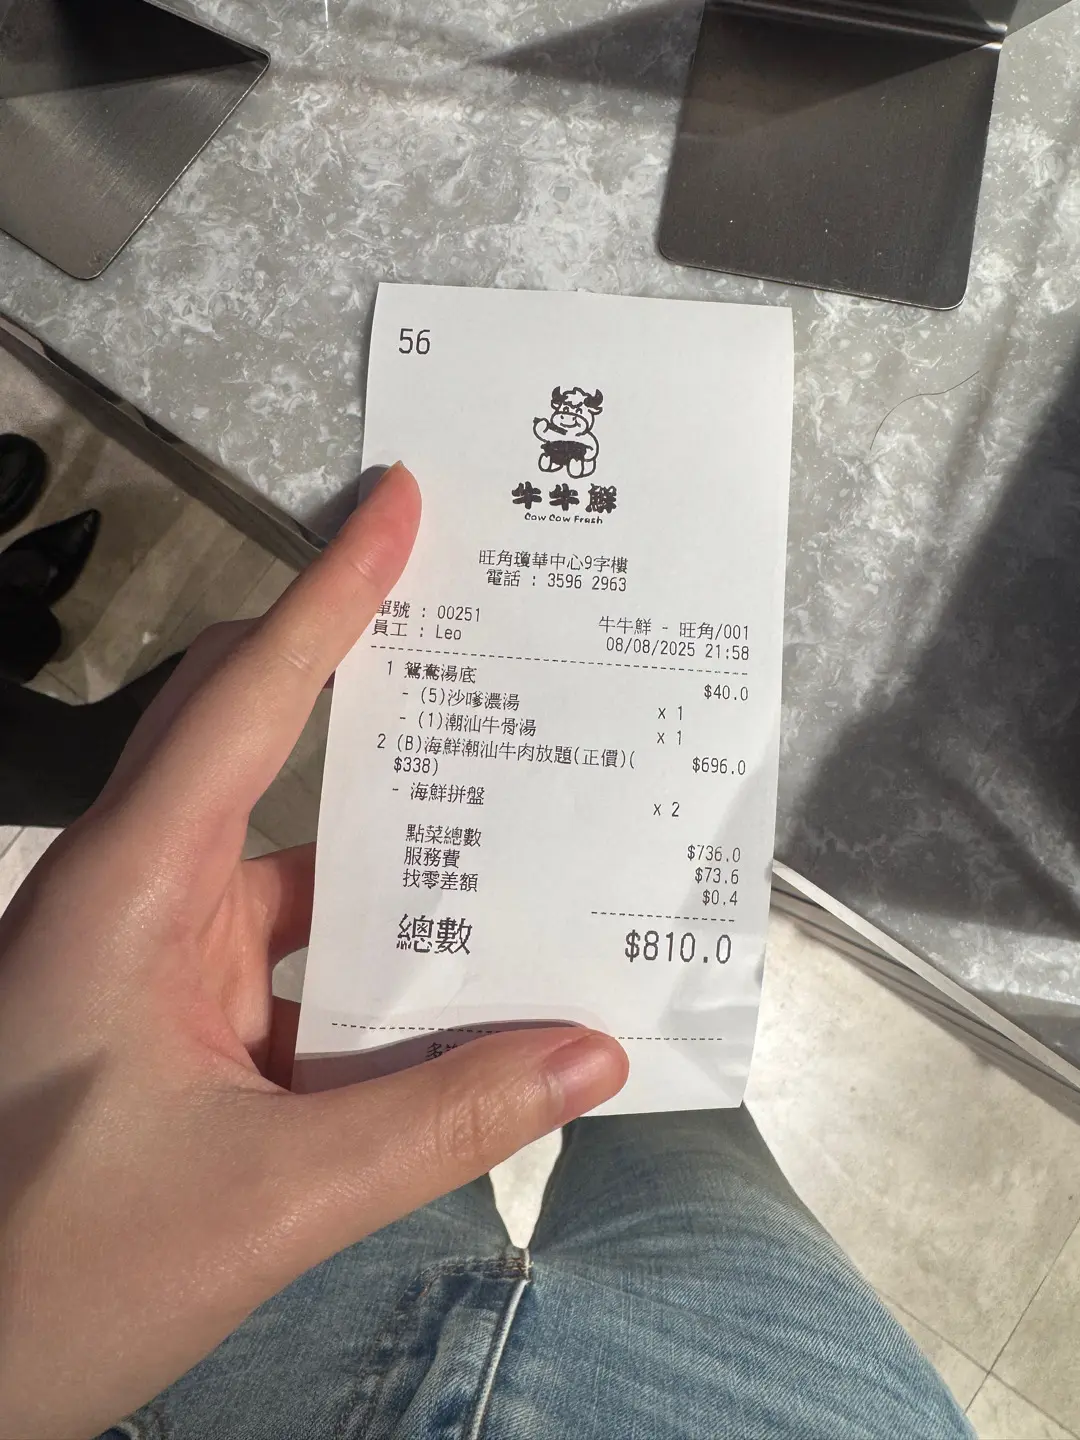 56
牛牛鮮
Cow Cow Fresh
旺角瓊華中心9字樓
電話 : 3596 2963
單號 : 00251
員工 : Leo
牛牛鮮 - 旺角/001
08/08/2025 21:58
1 鴛鴦湯底 $40.0
- (5)沙嗲濃湯 x 1
- (1)潮汕牛骨湯 x 1
2 (B)海鮮潮汕牛肉放題(正價)( $696.0
$338)
- 海鮮拼盤 x 2
點菜總數 $736.0
服務費 $73.6
找零差額 $0.4
總數 $810.0
多